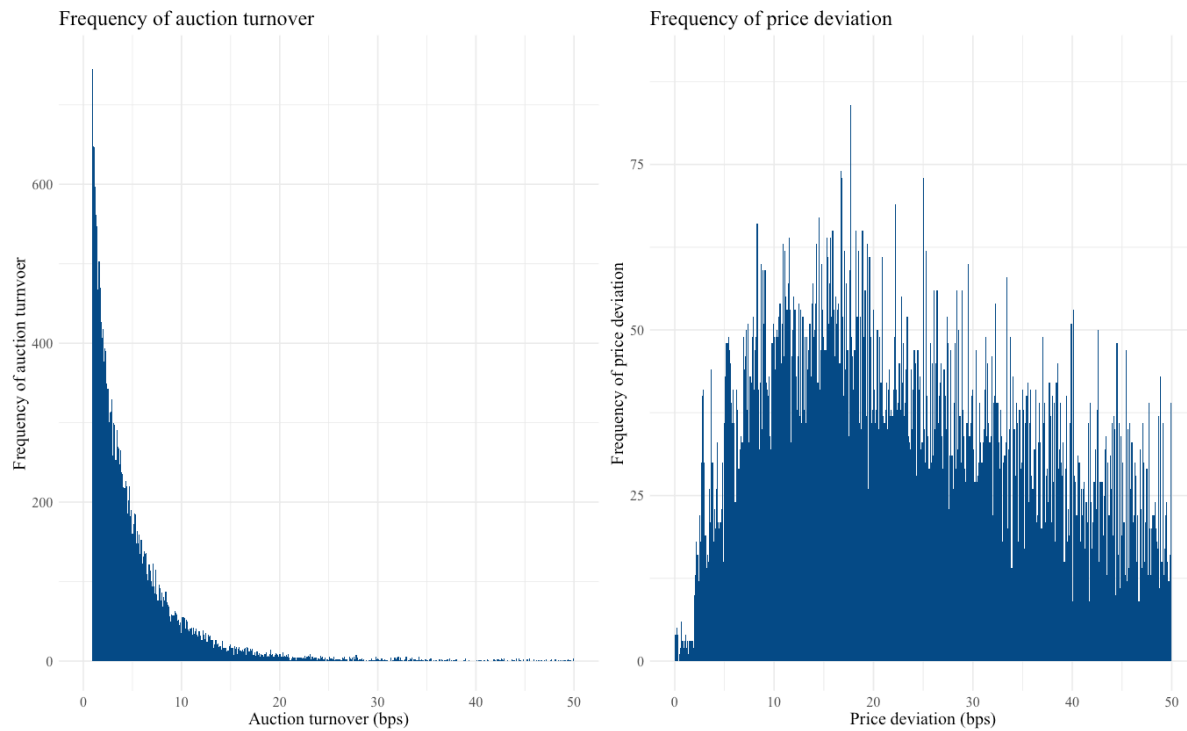 Frequency of auction turnover
Frequency of auction turnvoer
600
400
200
0
0 10 20 30 40 50
Auction turnover (bps)
Frequency of price deviation
Frequency of price deviation
75
50
25
0
0 10 20 30 40 50
Price deviation (bps)